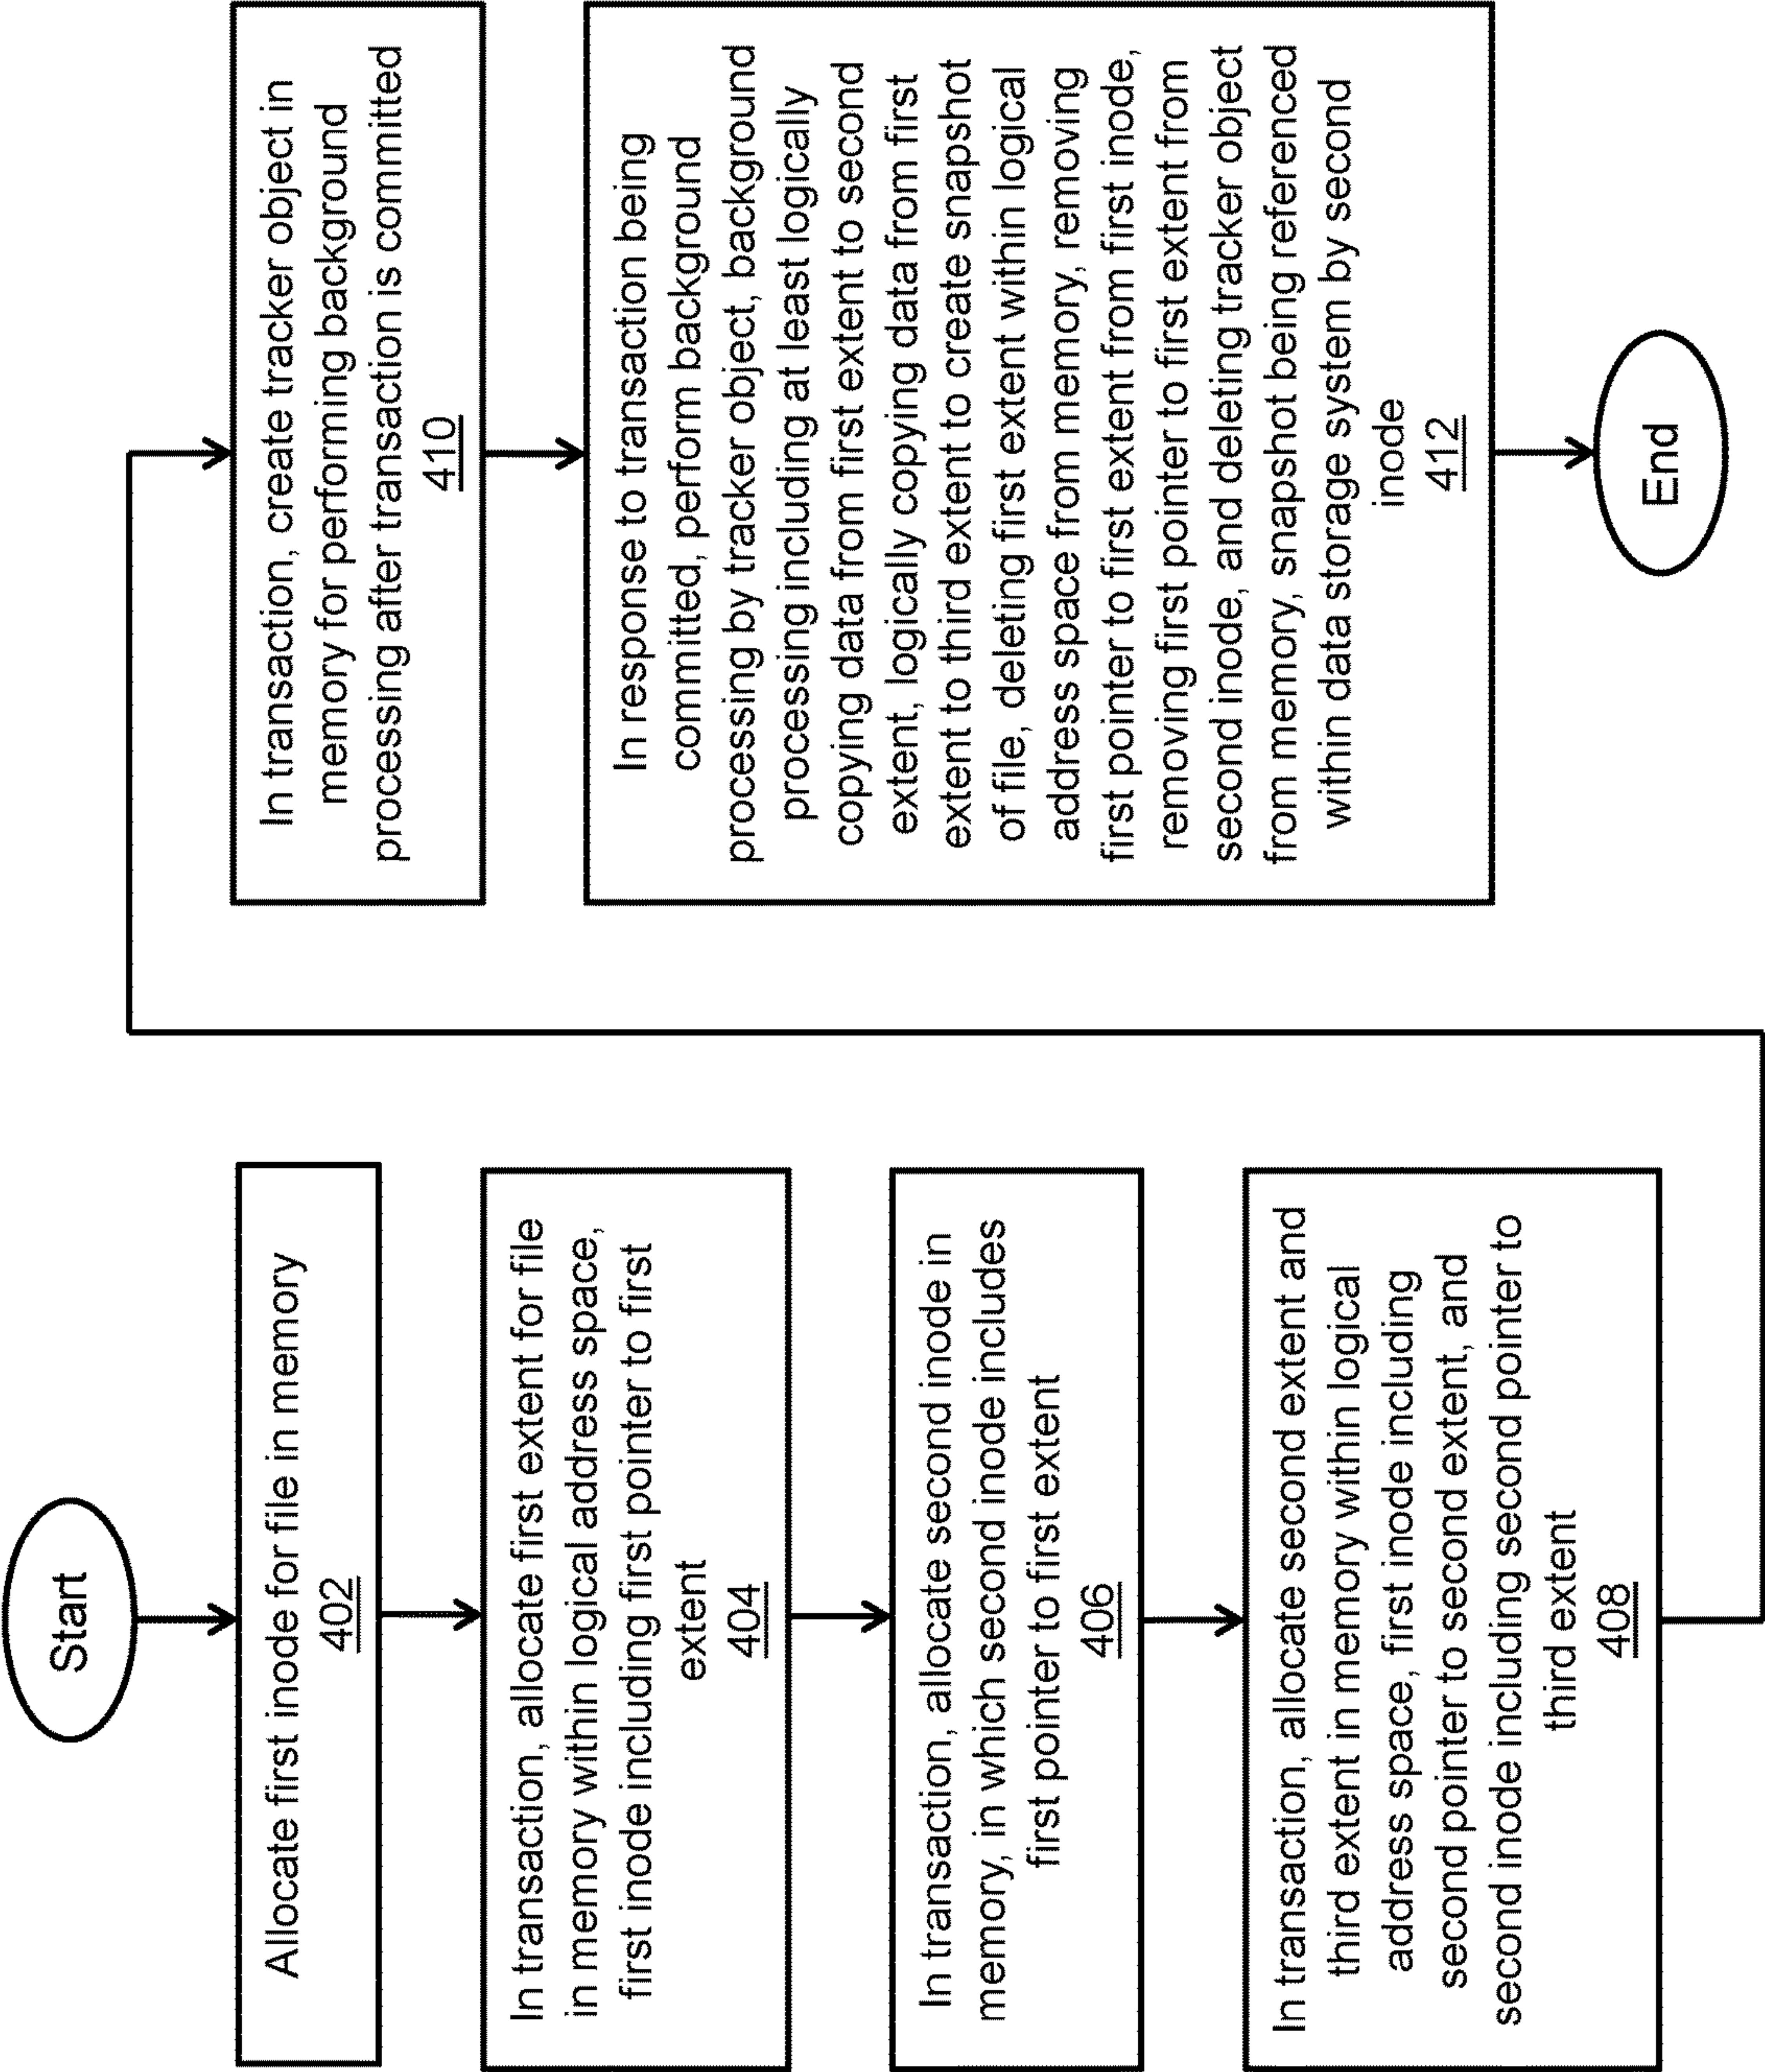 Start
Allocate first inode for file in memory
402
In transaction, allocate first extent for file
in memory within logical address space,
first inode including first pointer to first
extent
404
In transaction, allocate second inode in
memory, in which second inode includes
first pointer to first extent
406
In transaction, allocate second extent and
third extent in memory within logical
address space, first inode including
second pointer to second extent, and
second inode including second pointer to
third extent
408
In transaction, create tracker object in
memory for performing background
processing after transaction is committed
410
In response to transaction being
committed, perform background
processing by tracker object, background
processing including at least logically
copying data from first extent to second
extent, logically copying data from first
extent to third extent to create snapshot
of file, deleting first extent within logical
address space from memory, removing
first pointer to first extent from first inode,
removing first pointer to first extent from
second inode, and deleting tracker object
from memory, snapshot being referenced
within data storage system by second
inode
412
End